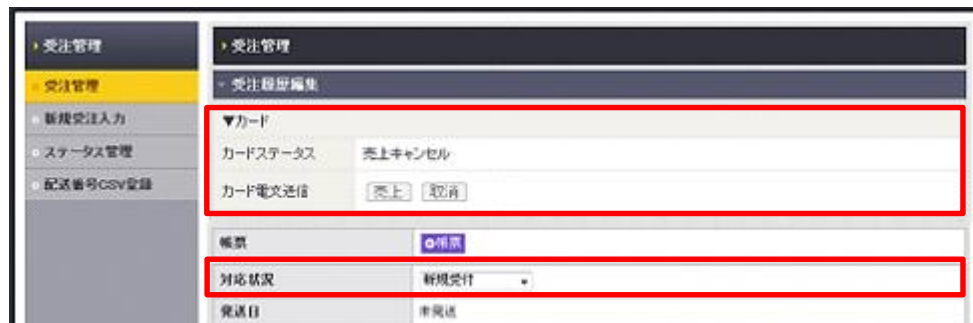 受注管理
受注管理
新規受注入力
ステータス管理
配送番号CSV登録
受注管理
受注履歴編集
▼カード
カードステータス 売上キャンセル
カード電文送信 売上 取消
帳票 帳票
対応状況 新規受付
発送日 未発送